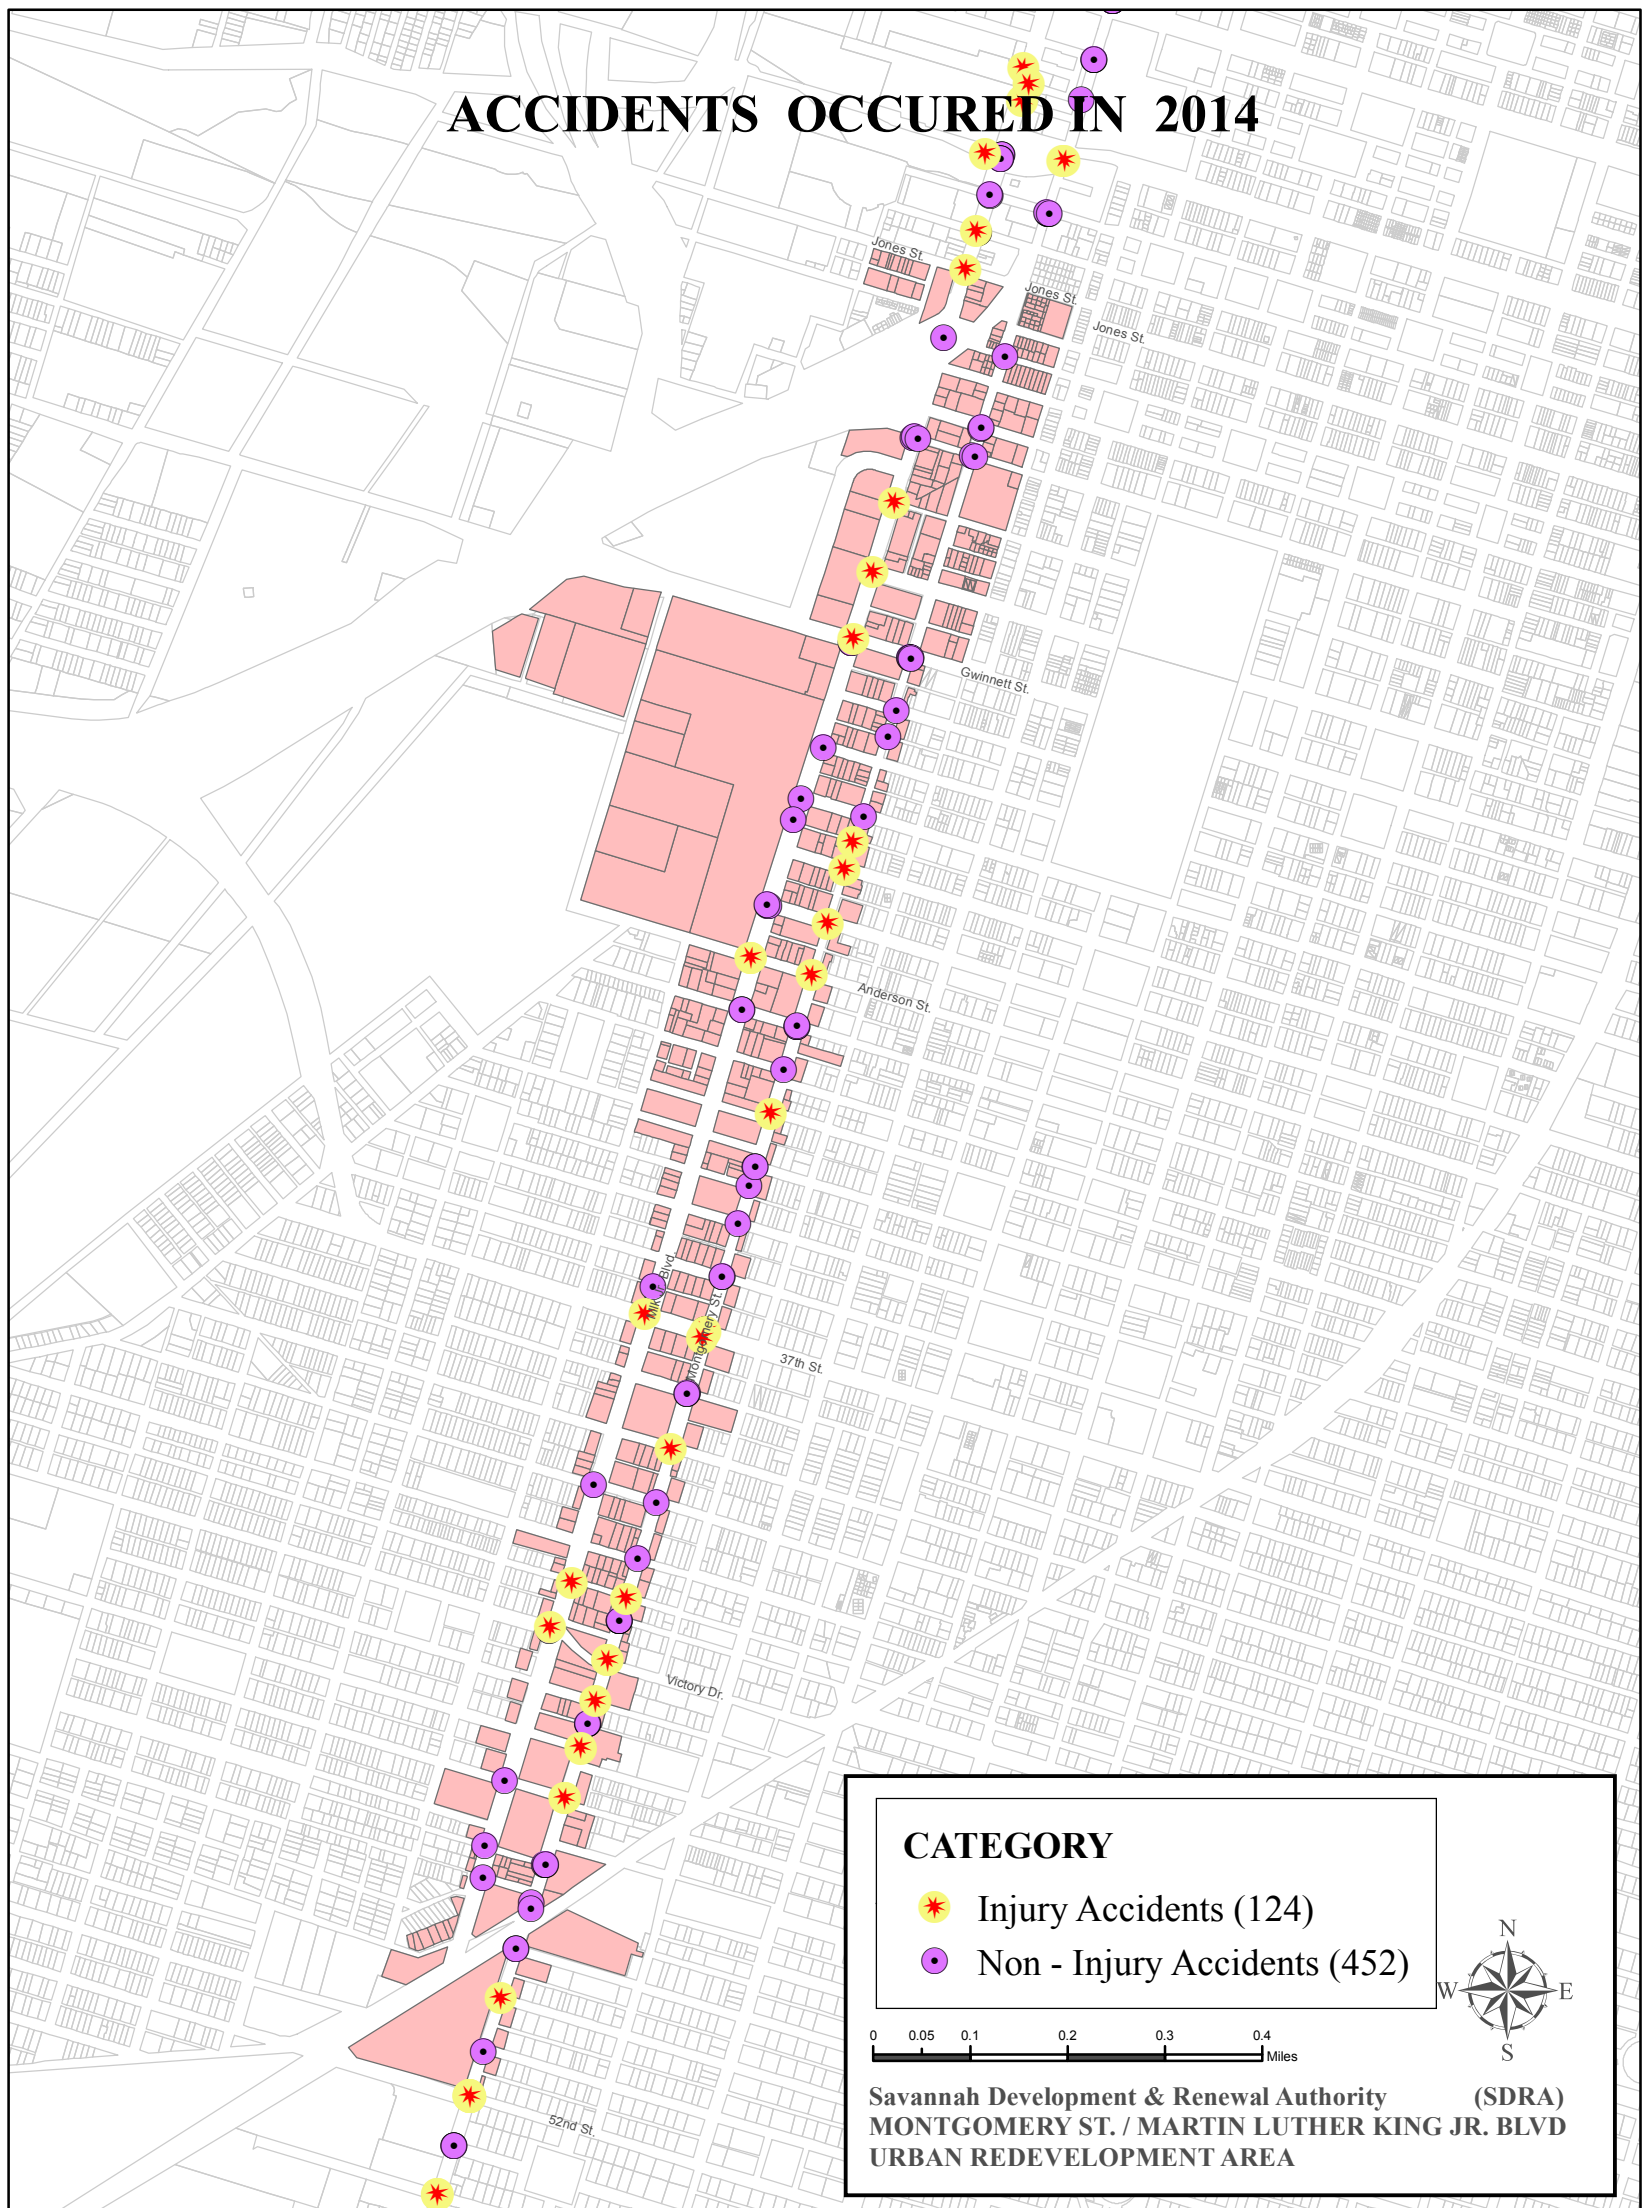 ACCIDENTS OCCURED IN 2014
Jones St.
Jones St.
Jones St.
Gwinnett St.
Anderson St.
Blvd.
Montgomery St.
37th St.
Victory Dr.
52nd St.
CATEGORY
Injury Accidents (124)
Non - Injury Accidents (452)
N
W
E
S
0 0.05 0.1 0.2 0.3 0.4
Miles
Savannah Development & Renewal Authority (SDRA)
MONTGOMERY ST. / MARTIN LUTHER KING JR. BLVD
URBAN REDEVELOPMENT AREA